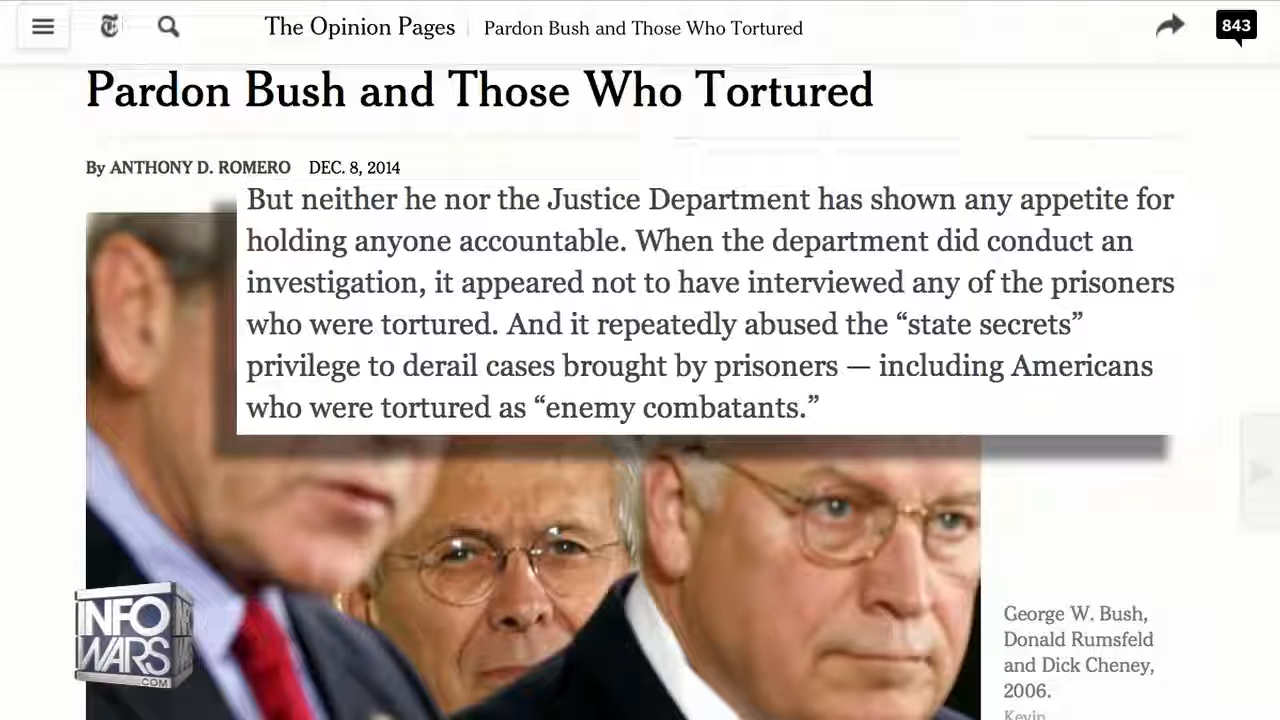 The Opinion Pages
Pardon Bush and Those Who Tortured
843
Pardon Bush and Those Who Tortured
By ANTHONY D. ROMERO DEC. 8, 2014
But neither he nor the Justice Department has shown any appetite for
holding anyone accountable. When the department did conduct an
investigation, it appeared not to have interviewed any of the prisoners
who were tortured. And it repeatedly abused the “state secrets”
privilege to derail cases brought by prisoners — including Americans
who were tortured as “enemy combatants.”
George W. Bush,
Donald Rumsfeld
and Dick Cheney,
2006.
Kevin
INFO
WARS
.COM